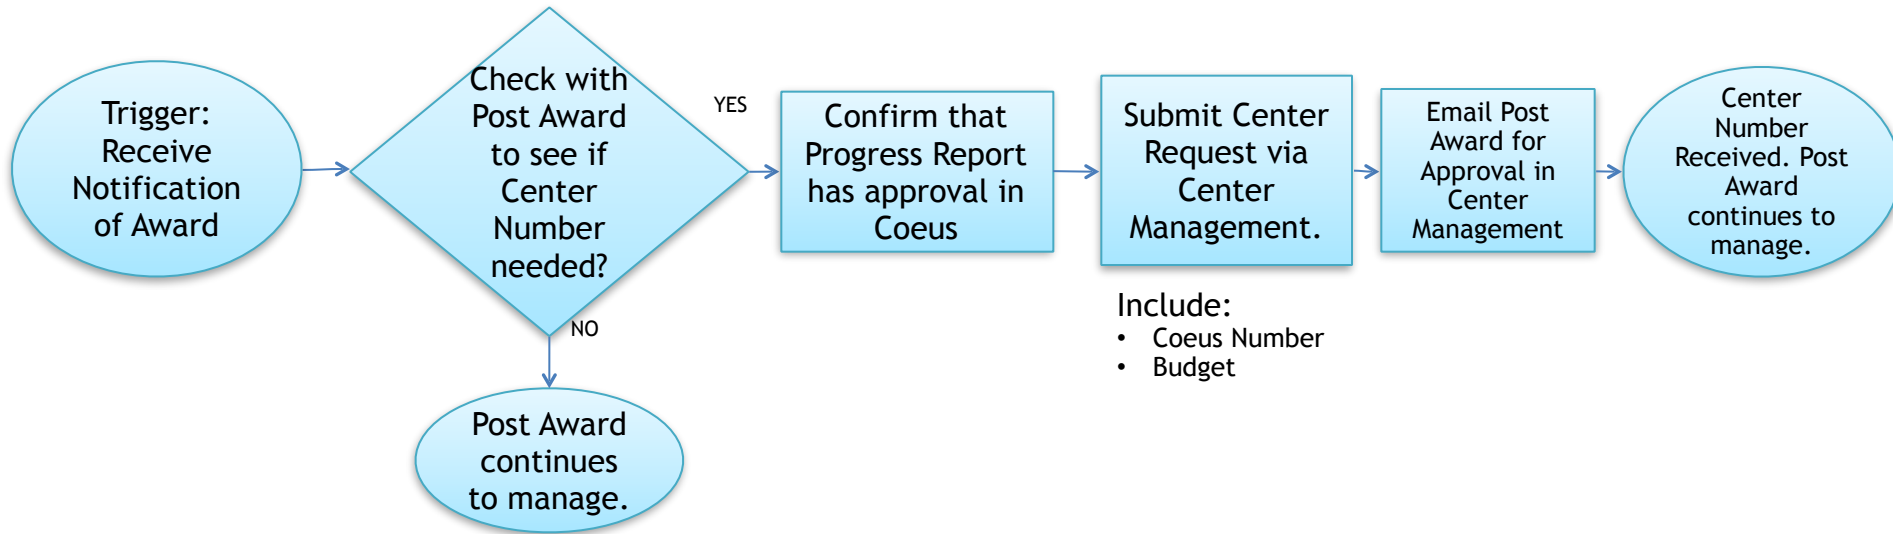 Trigger:
Receive
Notification
of Award
Check with
Post Award
to see if
Center
Number
needed?
YES
NO
Post Award
continues
to manage.
Confirm that
Progress Report
has approval in
Coeus
Submit Center
Request via
Center
Management.
Include:
• Coeus Number
• Budget
Email Post
Award for
Approval in
Center
Management
Center
Number
Received. Post
Award
continues to
manage.